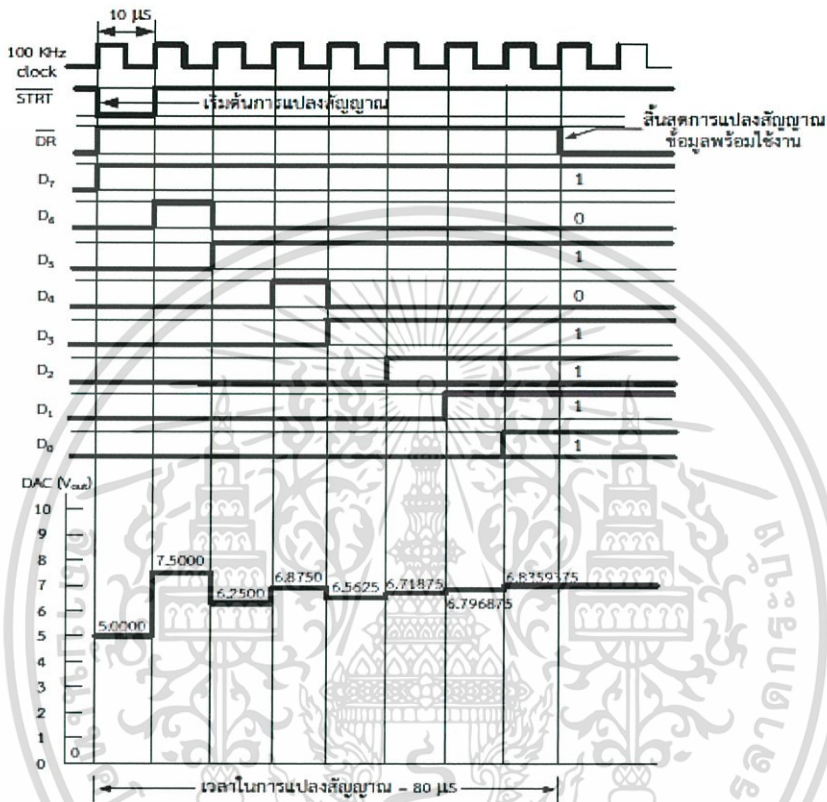 10 µS
100 KHz
clock
STRT
เริ่มต้นการแปลงสัญญาณ
สิ้นสุดการแปลงสัญญาณ
ข้อมูลพร้อมใช้งาน
DR
D₇ 1
D₆ 0
D₅ 1
D₄ 0
D₃ 1
D₂ 1
D₁ 1
D₀ 1
DAC (Vout)
10
9
8
7
6
5
4
3
2
1
0
0
5.0000
7.5000
6.2500
6.8750
6.5625
6.71875
6.796875
6.8359375
เวลาในการแปลงสัญญาณ = 80 µS